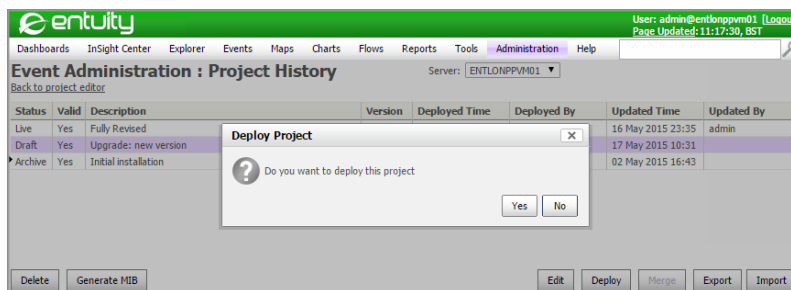 entuity
User: admin@entlonppvm01 [Logou
Page Updated: 11:17:30, BST
Dashboards InSight Center Explorer Events Maps Charts Flows Reports Tools Administration Help
Event Administration : Project History
Server: ENTLONPPVM01
Back to project editor
Status Valid Description Version Deployed Time Deployed By Updated Time Updated By
Live Yes Fully Revised 16 May 2015 23:35 admin
Draft Yes Upgrade: new version 17 May 2015 10:31
Archive Yes Initial installation 02 May 2015 16:43
Deploy Project
Do you want to deploy this project
Yes No
Delete Generate MIB Edit Deploy Merge Export Import